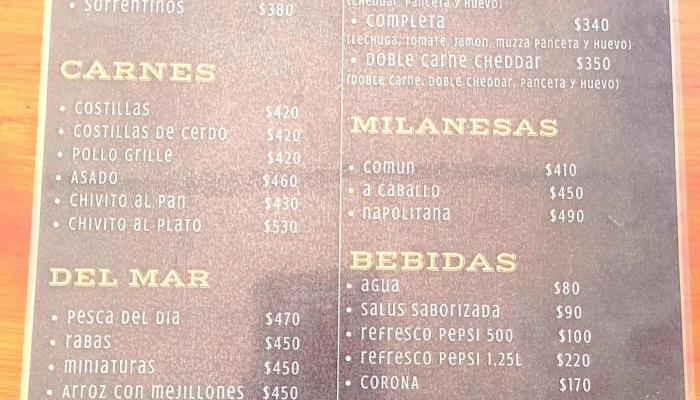 sorrentinos $380
CARNES
costillas $420
costillas de cerdo $420
pollo grille $420
asado $460
chivito al pan $430
chivito al plato $530
DEL MAR
pesca del dia $470
rabas $450
miniaturas $450
arroz con mejillones $450
(cheddar, panceta y huevo)
completa $340
(lechuga, tomate, jamon, muzza panceta y huevo)
doble carne cheddar $350
(doble carne, doble cheddar, panceta y huevo)
MILANESAS
comun $410
a caballo $450
napolitana $490
BEBIDAS
agua $80
salus saborizada $90
refresco pepsi 500 $100
refresco pepsi 1,25L $220
corona $170